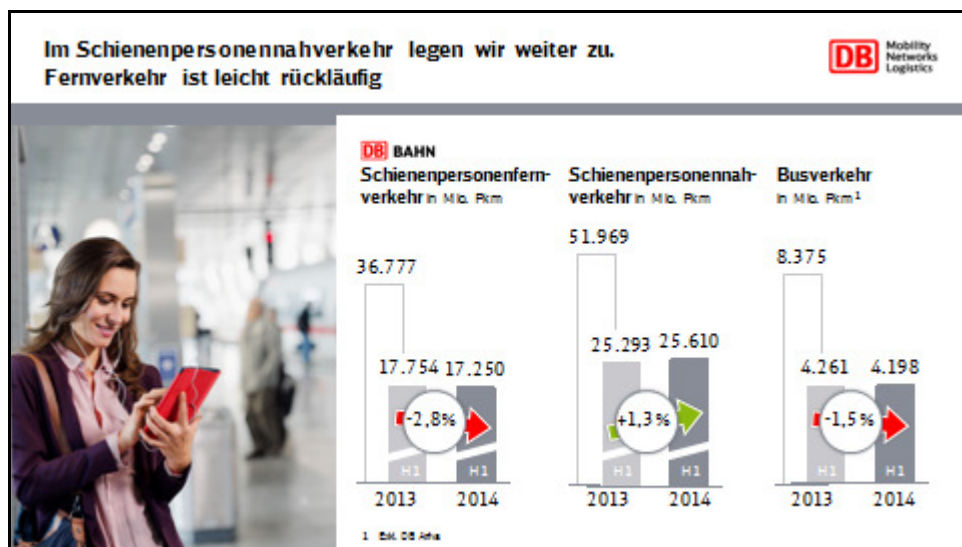 Im Schienenpersonennahverkehr legen wir weiter zu.
Fernverkehr ist leicht rückläufig
DB
Mobility
Networks
Logistics
DB BAHN
Schienenpersonenfern-
verkehr in Mio. Pkm
36.777
17.754 17.250
-2,8%
H1 H1
2013 2014
Schienenpersonennah-
verkehr in Mio. Pkm
51.969
25.293 25.610
+1,3%
H1 H1
2013 2014
Busverkehr
in Mio. Pkm1
8.375
4.261 4.198
-1,5%
H1 H1
2013 2014
1 Exkl. DB Arriva